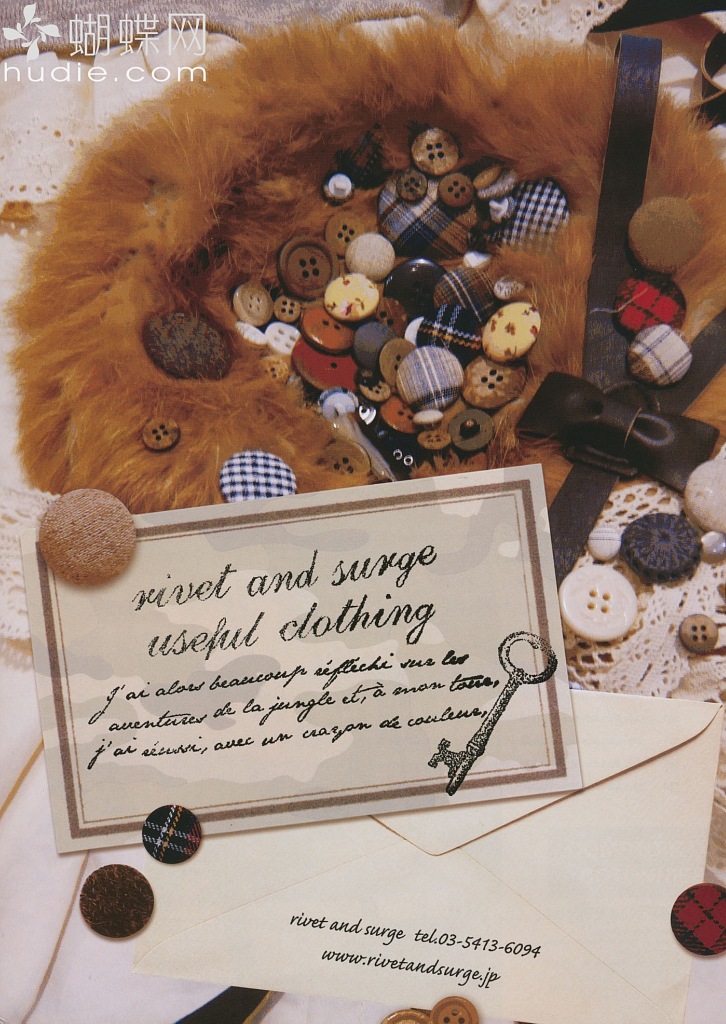 蝴蝶网
hudie.com
rivet and surge
useful clothing
J'ai alors beaucoup réfléchi sur les
aventures de la jungle et, à mon tour,
j'ai réussi, avec un crayon de couleur,
rivet and surge tel.03-5413-6094
www.rivetandsurge.jp